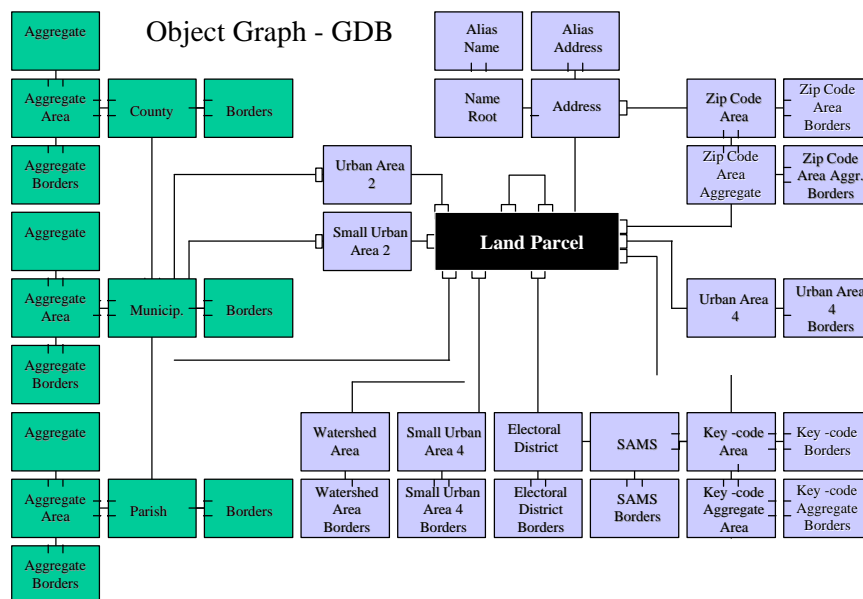 Object Graph - GDB
Aggregate
Alias
Name
Alias
Address
Aggregate
Area
County
Borders
Name
Root
Address
Zip Code
Area
Zip Code
Area
Borders
Aggregate
Borders
Urban Area
2
Zip Code
Area
Aggregate
Zip Code
Area Aggr.
Borders
Aggregate
Small Urban
Area 2
Land Parcel
Aggregate
Area
Municip.
Borders
Urban Area
4
Urban Area
4
Borders
Aggregate
Borders
Aggregate
Watershed
Area
Small Urban
Area 4
Electoral
District
SAMS
Key -code
Area
Key -code
Borders
Aggregate
Area
Parish
Borders
Watershed
Area
Borders
Small Urban
Area 4
Borders
Electoral
District
Borders
SAMS
Borders
Key -code
Aggregate
Area
Key -code
Aggregate
Borders
Aggregate
Borders